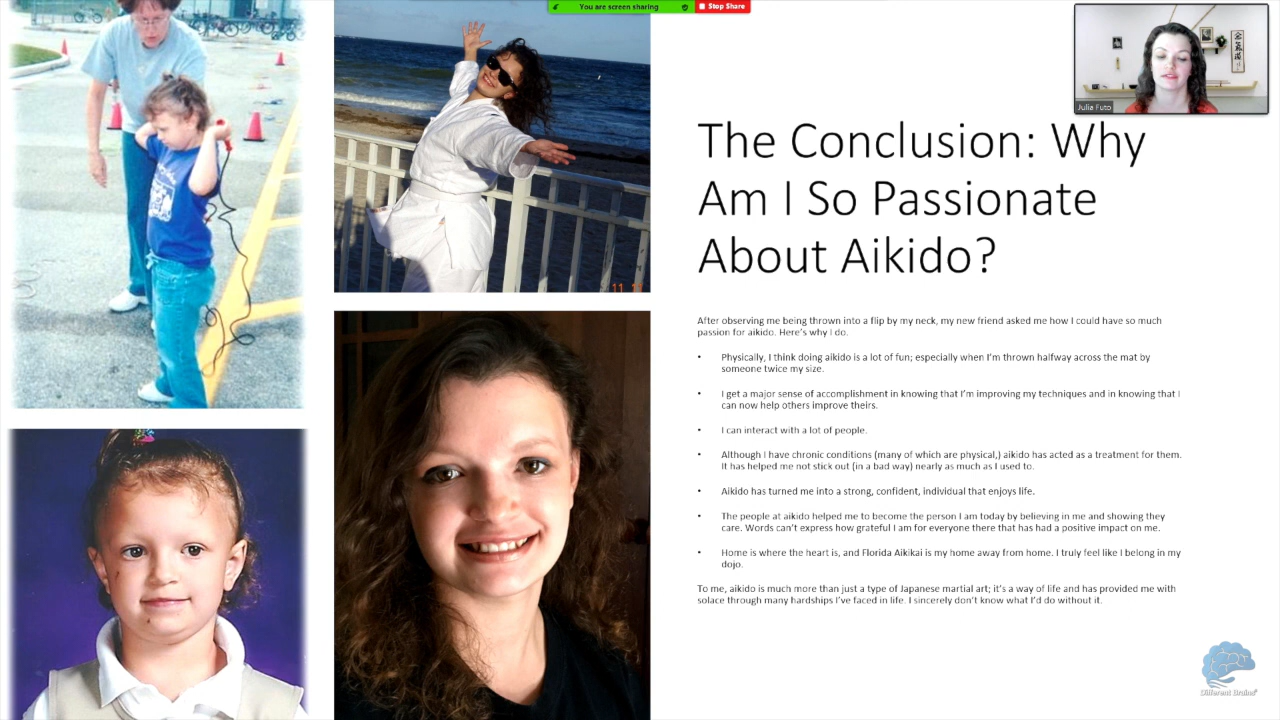 You are screen sharing
Stop Share
Julia Futo
The Conclusion: Why
Am I So Passionate
About Aikido?
After observing me being thrown into a flip by my neck, my new friend asked me how I could have so much
passion for aikido. Here's why I do.
• Physically, I think doing aikido is a lot of fun; especially when I'm thrown halfway across the mat by
someone twice my size.
• I get a major sense of accomplishment in knowing that I'm improving my techniques and in knowing that I
can now help others improve theirs.
• I can interact with a lot of people.
• Although I have chronic conditions (many of which are physical,) aikido has acted as a treatment for them.
It has helped me not stick out (in a bad way) nearly as much as I used to.
• Aikido has turned me into a strong, confident, individual that enjoys life.
• The people at aikido helped me to become the person I am today by believing in me and showing they
care. Words can't express how grateful I am for everyone there that has had a positive impact on me.
• Home is where the heart is, and Florida Aikikai is my home away from home. I truly feel like I belong in my
dojo.
To me, aikido is much more than just a type of Japanese martial art; it's a way of life and has provided me with
solace through many hardships I've faced in life. I sincerely don't know what I'd do without it.
Different Brains®